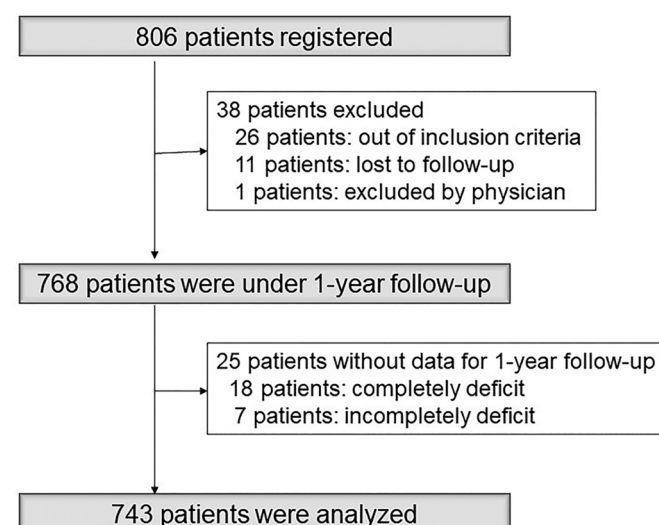 806 patients registered
38 patients excluded
26 patients: out of inclusion criteria
11 patients: lost to follow-up
1 patients: excluded by physician
768 patients were under 1-year follow-up
25 patients without data for 1-year follow-up
18 patients: completely deficit
7 patients: incompletely deficit
743 patients were analyzed